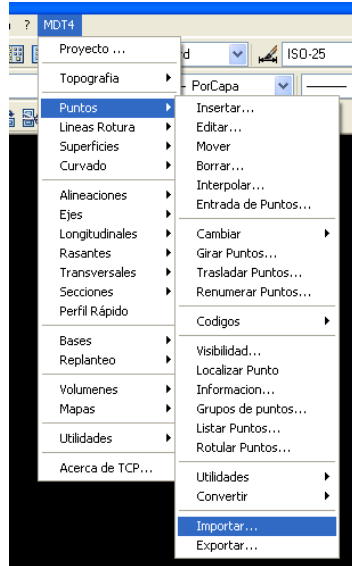 ? MDT4
Proyecto ...
ISO-25
Topografia
PorCapa
Puntos
Lineas Rotura
Superficies
Curvado
Alineaciones
Ejes
Longitudinales
Rasantes
Transversales
Secciones
Perfil Rápido
Bases
Replanteo
Volumenes
Mapas
Utilidades
Acerca de TCP...
Insertar...
Editar...
Mover
Borrar...
Interpolar...
Entrada de Puntos...
Cambiar
Girar Puntos...
Trasladar Puntos...
Renumerar Puntos...
Codigos
Visibilidad...
Localizar Punto
Informacion...
Grupos de puntos...
Listar Puntos...
Rotular Puntos...
Utilidades
Convertir
Importar...
Exportar...